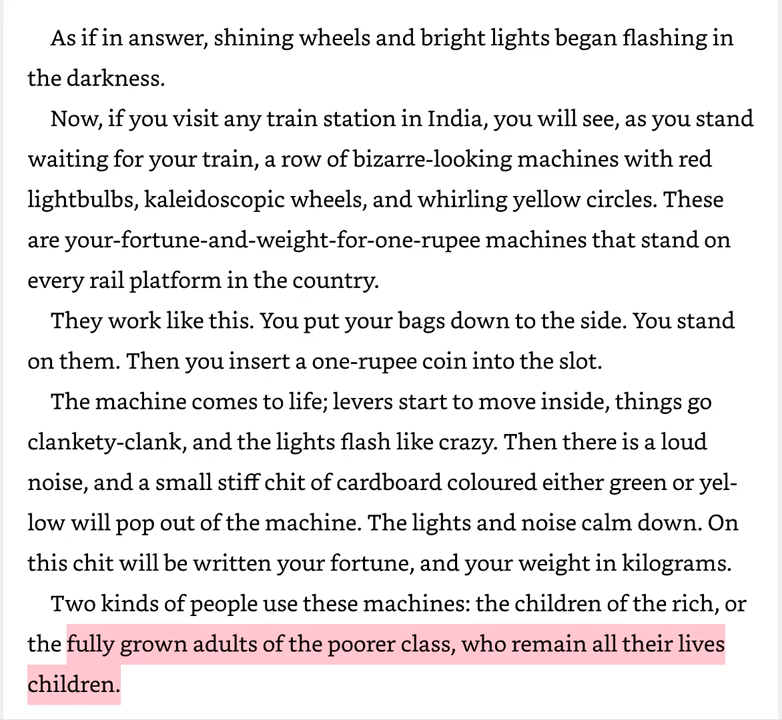 As if in answer, shining wheels and bright lights began flashing in
the darkness.
Now, if you visit any train station in India, you will see, as you stand
waiting for your train, a row of bizarre-looking machines with red
lightbulbs, kaleidoscopic wheels, and whirling yellow circles. These
are your-fortune-and-weight-for-one-rupee machines that stand on
every rail platform in the country.
They work like this. You put your bags down to the side. You stand
on them. Then you insert a one-rupee coin into the slot.
The machine comes to life; levers start to move inside, things go
clankety-clank, and the lights flash like crazy. Then there is a loud
noise, and a small stiff chit of cardboard coloured either green or yel-
low will pop out of the machine. The lights and noise calm down. On
this chit will be written your fortune, and your weight in kilograms.
Two kinds of people use these machines: the children of the rich, or
the fully grown adults of the poorer class, who remain all their lives
children.